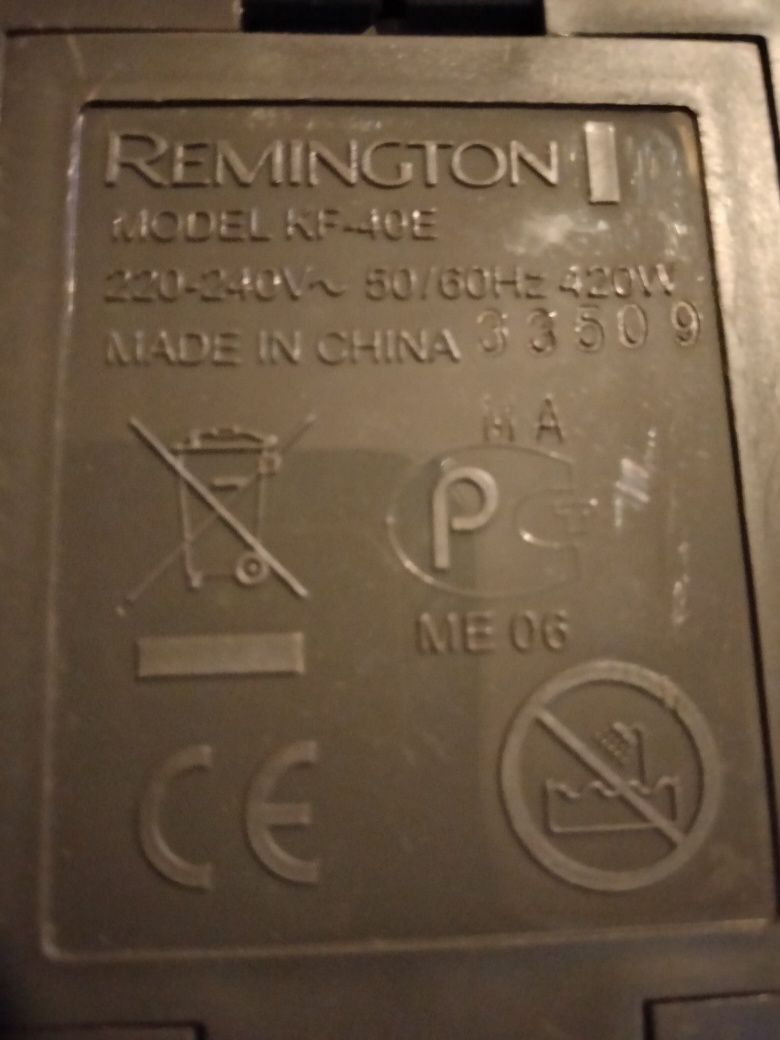 REMINGTON
MODEL KF-40E
220-240V~ 50/60Hz 420W
MADE IN CHINA 33509
ME 06
CE